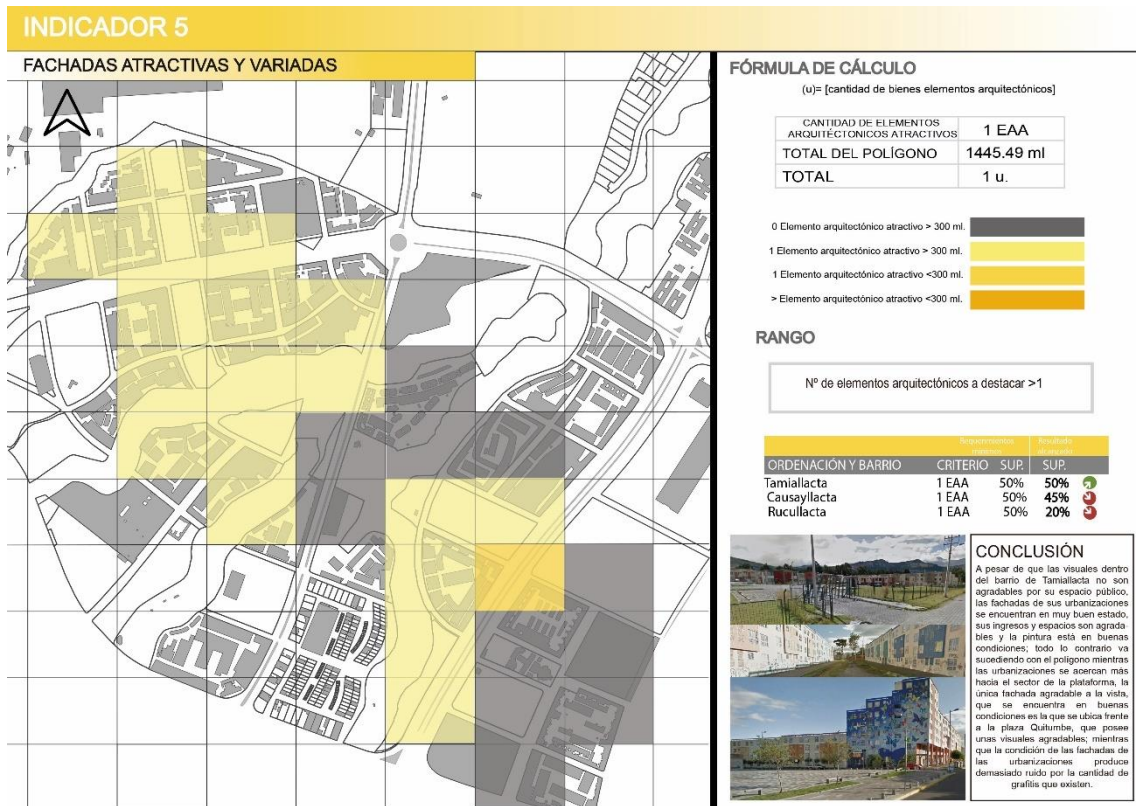 INDICADOR 5
FACHADAS ATRACTIVAS Y VARIADAS
FÓRMULA DE CÁLCULO
(u)= [cantidad de bienes elementos arquitectónicos]
CANTIDAD DE ELEMENTOS
ARQUITÉCTONICOS ATRACTIVOS
1 EAA
TOTAL DEL POLÍGONO 1445.49 ml
TOTAL 1 u.
0 Elemento arquitectónico atractivo > 300 ml.
1 Elemento arquitectónico atractivo > 300 ml.
1 Elemento arquitectónico atractivo <300 ml.
> Elemento arquitectónico atractivo <300 ml.
RANGO
Nº de elementos arquitectónicos a destacar >1
Requerimientos
mínimos
Resultado
alcanzado
ORDENACIÓN Y BARRIO CRITERIO SUP. SUP.
Tamiallacta 1 EAA 50% 50%
Causayllacta 1 EAA 50% 45%
Rucullacta 1 EAA 50% 20%
CONCLUSIÓN
A pesar de que las visuales dentro
del barrio de Tamiallacta no son
agradables por su espacio público,
las fachadas de sus urbanizaciones
se encuentran en muy buen estado,
sus ingresos y espacios son agrada
bles y la pintura está en buenas
condiciones; todo lo contrario va
sucediendo con el polígono mientras
las urbanizaciones se acercan más
hacia el sector de la plataforma, la
única fachada agradable a la vista,
que se encuentra en buenas
condiciones es la que se ubica frente
a la plaza Quitumbe, que posee
unas visuales agradables; mientras
que la condición de las fachadas de
las urbanizaciones produce
demasiado ruido por la cantidad de
grafitis que existen.